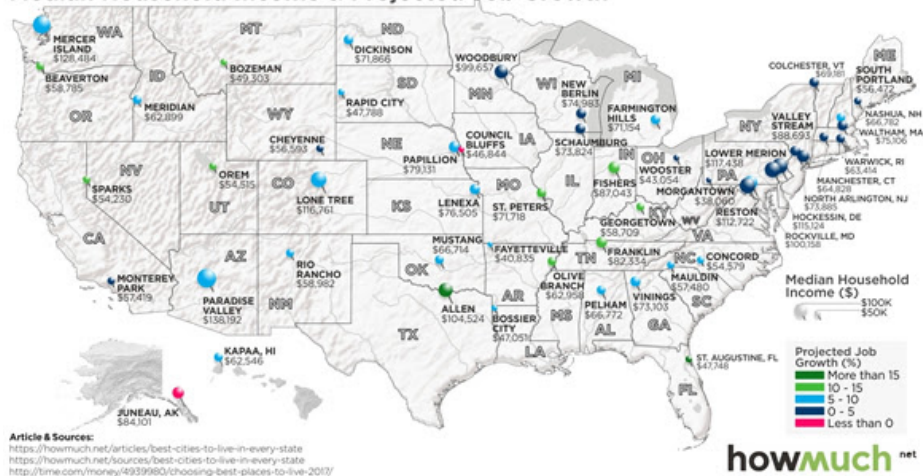 MERCER
ISLAND
$128,484
WA
BEAVERTON
$58,785
OR
ID
MERIDIAN
$62,899
MT
BOZEMAN
$49,303
WY
CHEYENNE
$56,593
ND
DICKINSON
$71,866
SD
RAPID CITY
$47,788
NE
PAPILLION
$79,131
WOODBURY
$99,657
MN
COUNCIL
BLUFFS
$46,844
IA
WI
NEW
BERLIN
$74,983
SCHAUMBURG
$73,824
MI
FARMINGTON
HILLS
$71,154
NV
SPARKS
$54,230
CA
MONTEREY
PARK
$57,419
OREM
$54,515
UT
CO
LONE TREE
$116,761
KS
LENEXA
$76,505
MO
ST. PETERS
$71,718
IL
IN
FISHERS
$87,043
OH
WOOSTER
$43,054
GEORGETOWN
$58,709
KY
WV
MORGANTOWN
$38,060
LOWER MERION
$117,438
PA
NY
VALLEY
STREAM
$88,693
COLCHESTER, VT
$69,181
ME
SOUTH
PORTLAND
$56,472
NASHUA, NH
$66,782
WALTHAM, MA
$75,106
WARWICK, RI
$63,414
MANCHESTER, CT
$64,828
NORTH ARLINGTON, NJ
$73,885
HOCKESSIN, DE
$115,124
ROCKVILLE, MD
$100,158
RESTON
$112,722
VA
AZ
PARADISE
VALLEY
$138,192
NM
RIO
RANCHO
$58,982
MUSTANG
$66,714
OK
FAYETTEVILLE
$40,835
AR
TX
ALLEN
$104,524
BOSSIER
CITY
$47,051
LA
OLIVE
BRANCH
$62,958
MS
TN
FRANKLIN
$82,334
NC
CONCORD
$54,579
MAULDIN
$57,480
SC
PELHAM
$66,772
AL
VININGS
$73,103
GA
ST. AUGUSTINE, FL
$47,748
FL
KAPAA, HI
$62,546
JUNEAU, AK
$84,101
Median Household
Income ($)
$100K
$50K
Projected Job
Growth (%)
More than 15
10 - 15
5 - 10
0 - 5
Less than 0
Article & Sources:
https://howmuch.net/articles/best-cities-to-live-in-every-state
https://howmuch.net/sources/best-cities-to-live-in-every-state
http://time.com/money/4939980/choosing-best-places-to-live-2017/
howmuch.net